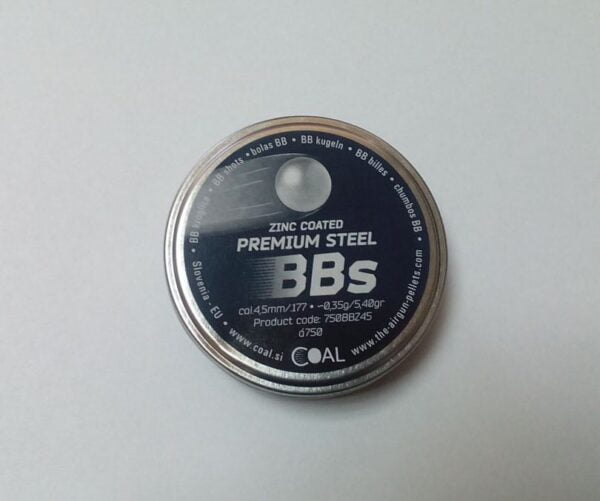 BB shots • bolas BB • BB kugeln • BB billes • chumbos BB •
ZINC COATED
PREMIUM STEEL
BBs
cal 4,5mm/.177 • ~0,35g/5,40gr
Product code: 750BBZ45
á750
COAL
Slovenia - EU • www.coal.si
www.the-airgun-pellets.com •